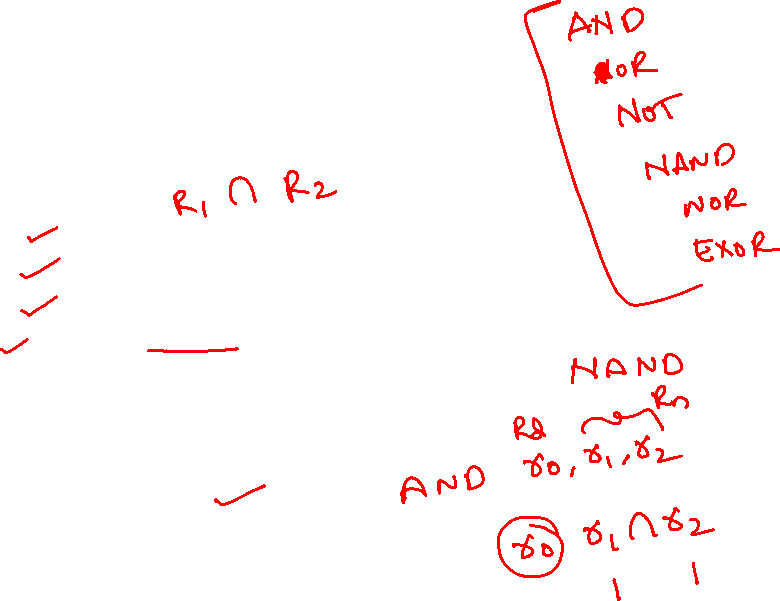 AND
OR
NOT
NAND
NOR
EXOR
R1 ∩ R2
NAND
Rd Rn
AND r0, r1, r2
r0 r1 ∩ r2
1 1